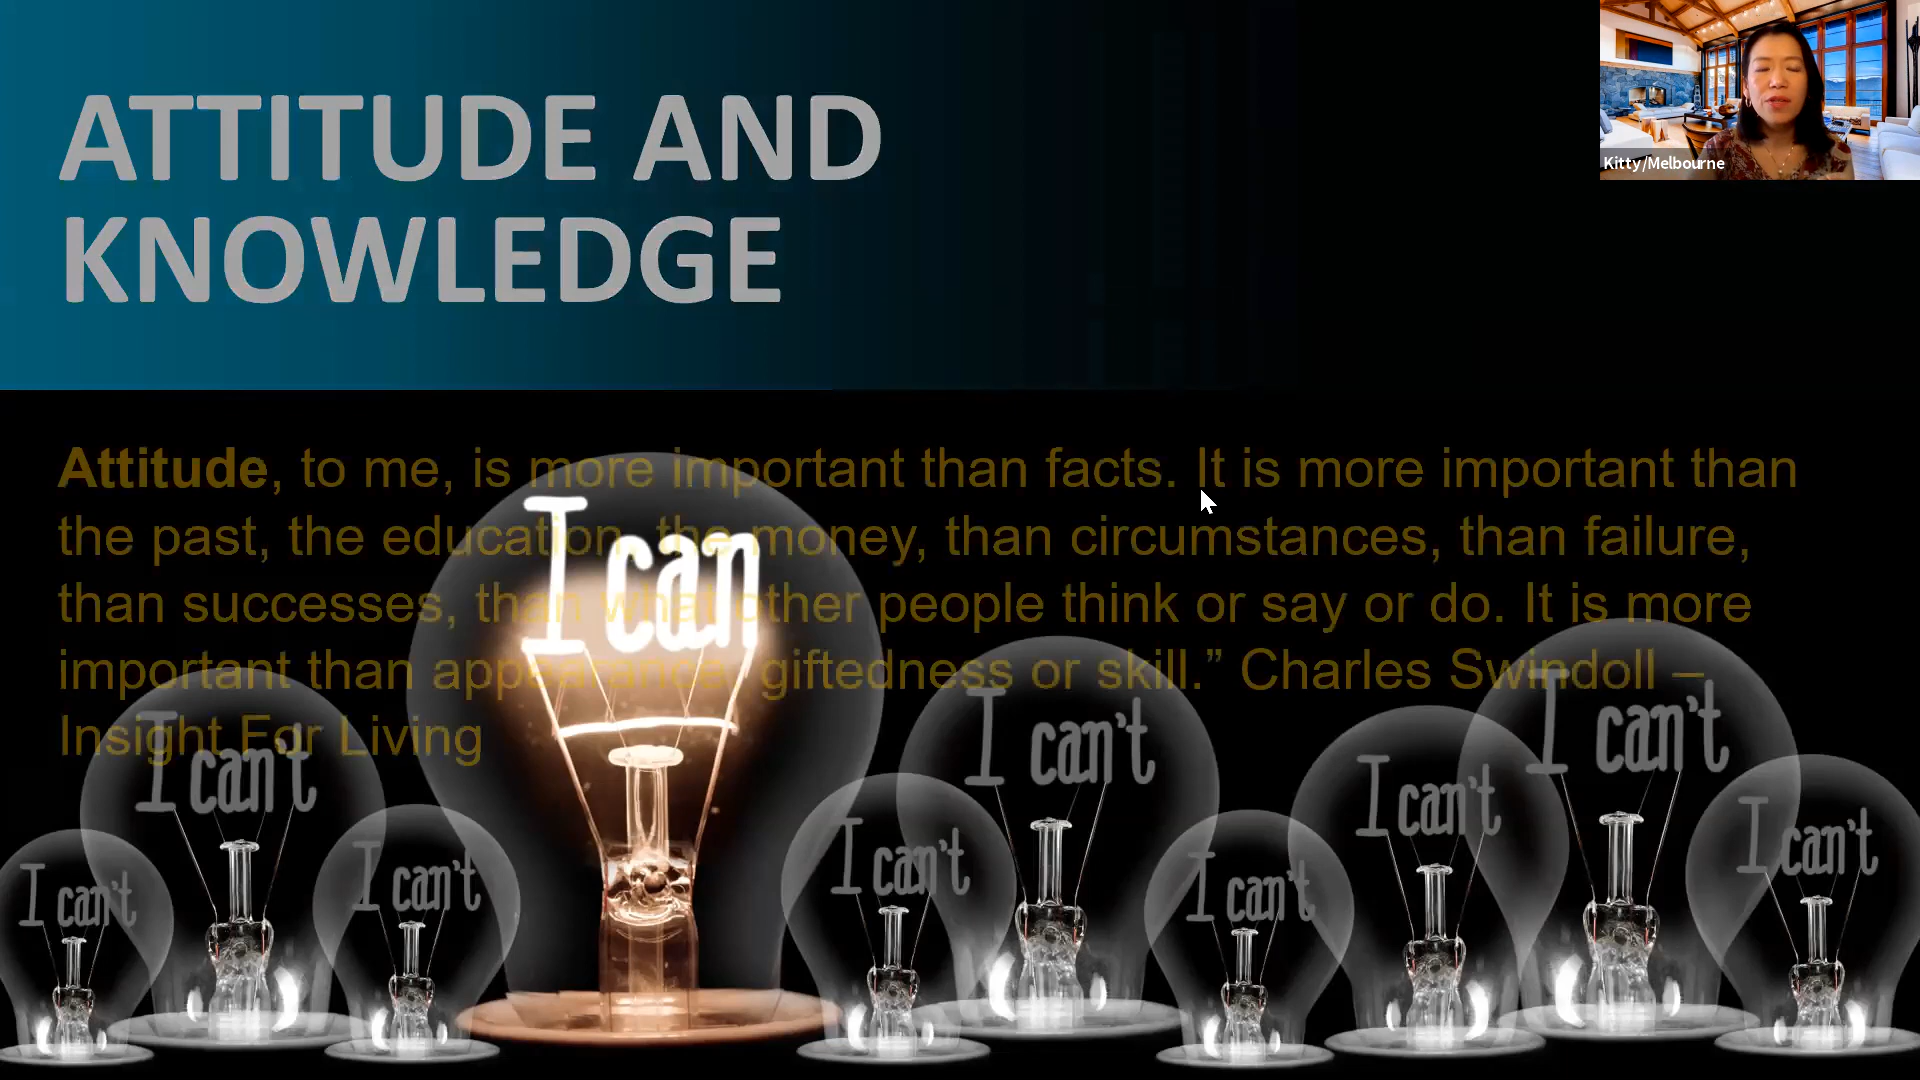 ATTITUDE AND
KNOWLEDGE
Kitty/Melbourne
Attitude, to me, is more important than facts. It is more important than
the past, the education, the money, than circumstances, than failure,
than successes, than what other people think or say or do. It is more
important than appearance, giftedness or skill.” Charles Swindoll –
Insight For Living
I can
I can't
I can't
I can't
I can't
I can't
I can't
I can't
I can't
I can't